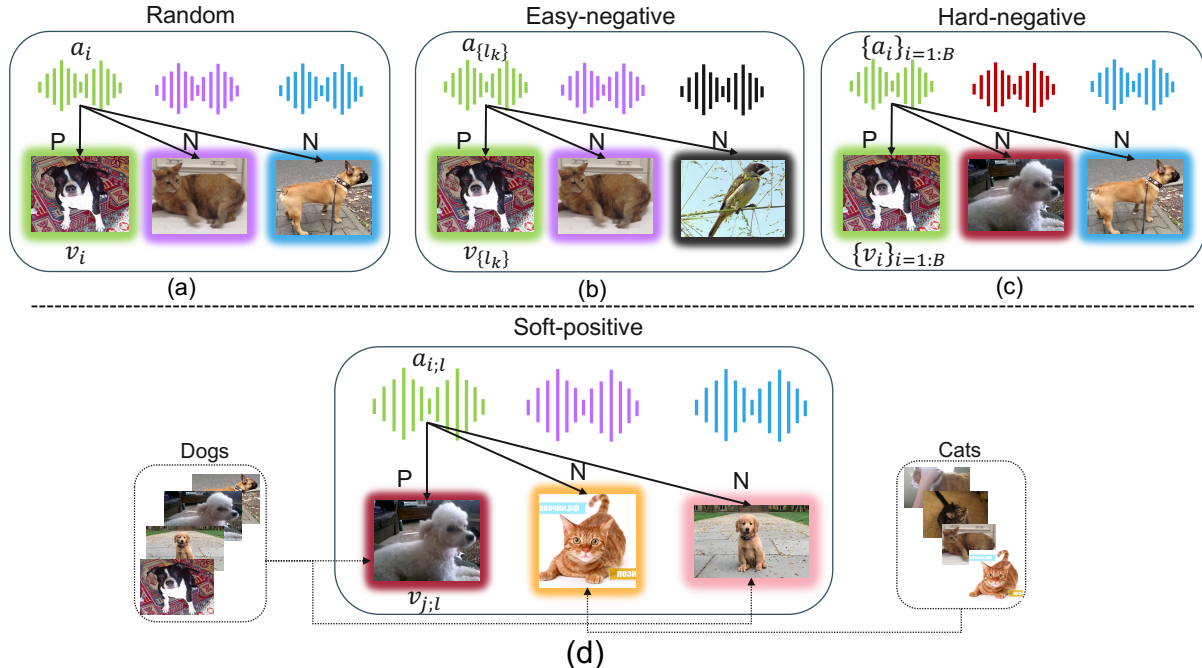 Random
Easy-negative
Hard-negative
a_i
a_{l_k}
{a_i}_{i=1:B}
P N N
P N N
P N N
v_i
v_{l_k}
{v_i}_{i=1:B}
(a)
(b)
(c)
Soft-positive
a_{i;l}
Dogs
Cats
P N N
v_{j;l}
(d)